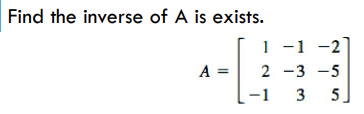 Find the inverse of A is exists.
1 -1 -2
A = 2 -3 -5
-1 3 5